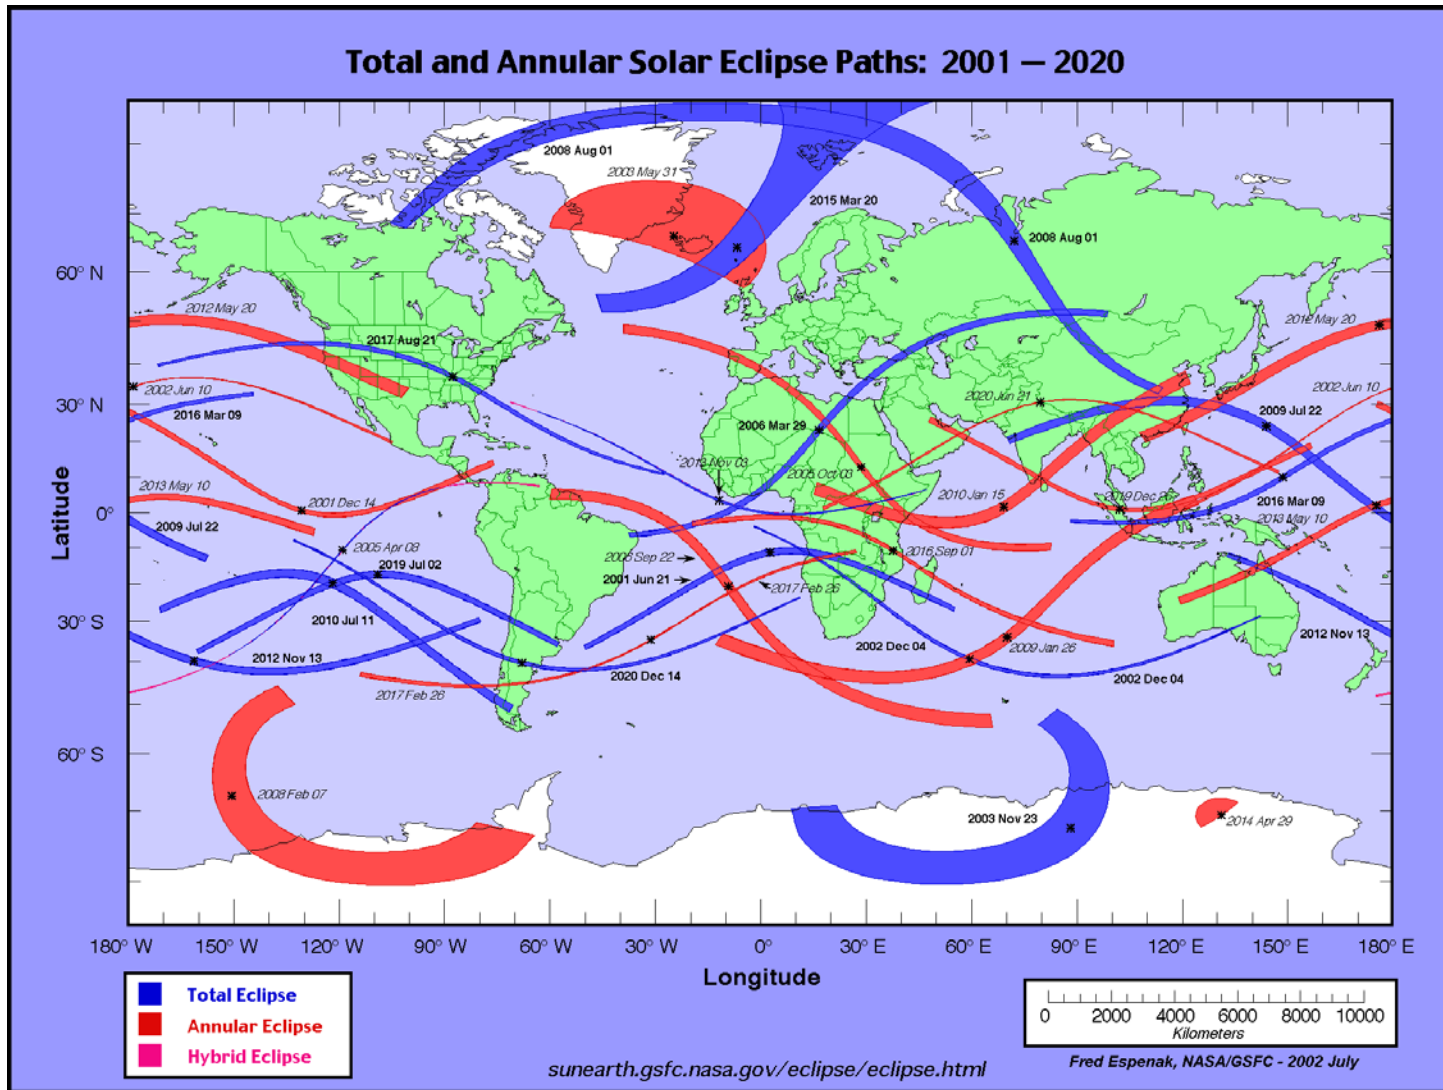 Total and Annular Solar Eclipse Paths: 2001 — 2020
2008 Aug 01
2003 May 31
2015 Mar 20
2008 Aug 01
60° N
2012 May 20
2012 May 20
2017 Aug 21
2002 Jun 10
2002 Jun 10
2020 Jun 21
30° N
2016 Mar 09
2009 Jul 22
2006 Mar 29
2013 Nov 03
2005 Oct 03
2013 May 10
2001 Dec 14
2010 Jan 15
2019 Dec 26
2016 Mar 09
0°
2013 May 10
2009 Jul 22
2005 Apr 08
2006 Sep 22
2016 Sep 01
2019 Jul 02
2001 Jun 21
2017 Feb 26
2010 Jul 11
30° S
2012 Nov 13
2002 Dec 04
2009 Jan 26
2012 Nov 13
2020 Dec 14
2002 Dec 04
2017 Feb 26
60° S
2008 Feb 07
2003 Nov 23
2014 Apr 29
Latitude
180° W 150° W 120° W 90° W 60° W 30° W 0° 30° E 60° E 90° E 120° E 150° E 180° E
Longitude
Total Eclipse
Annular Eclipse
Hybrid Eclipse
0 2000 4000 6000 8000 10000
Kilometers
sunearth.gsfc.nasa.gov/eclipse/eclipse.html
Fred Espenak, NASA/GSFC - 2002 July